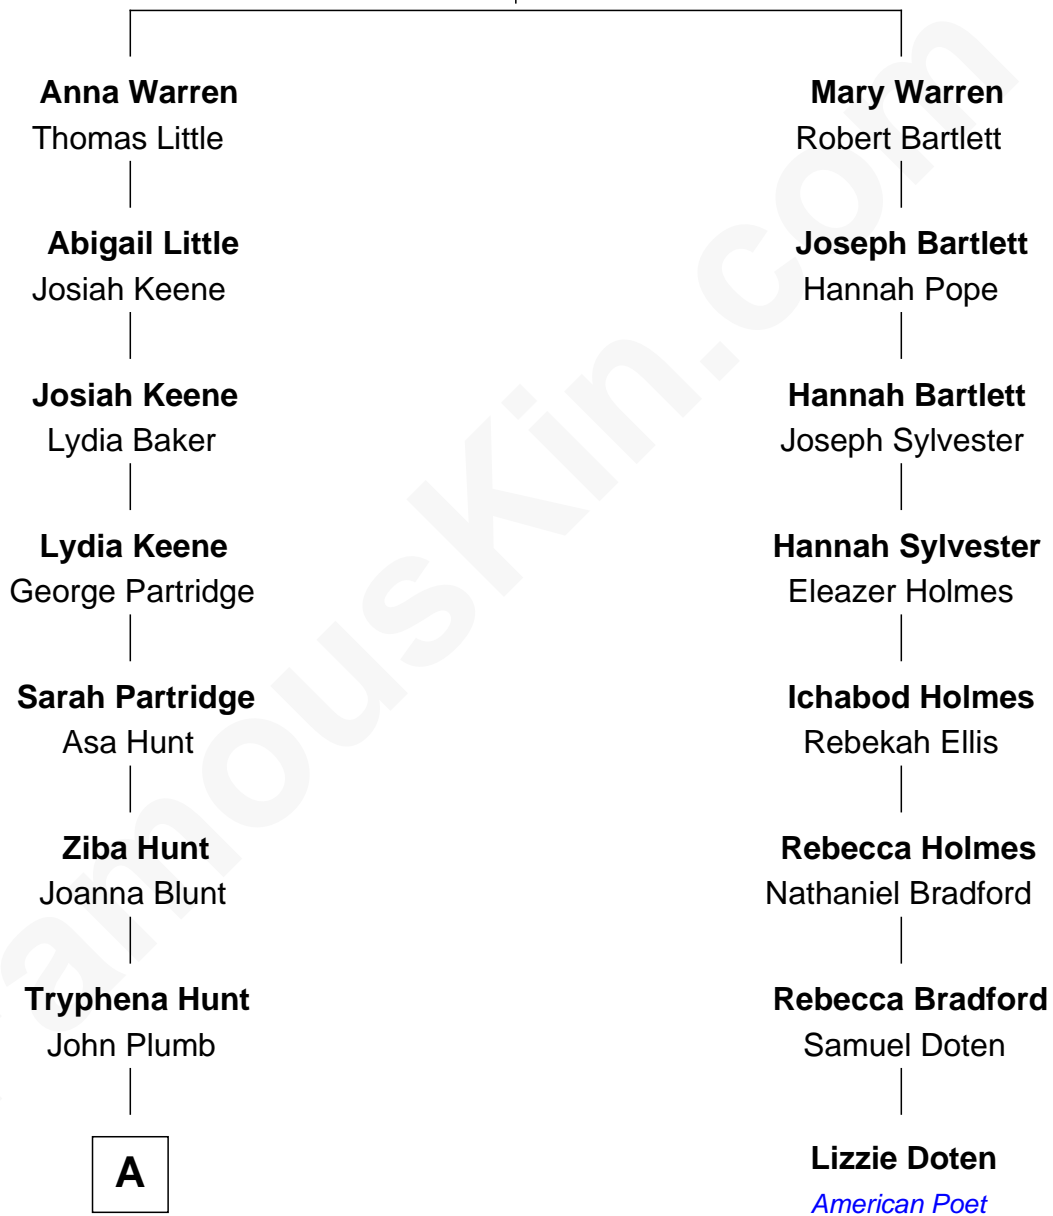 Anna Warren
Thomas Little
Abigail Little
Josiah Keene
Josiah Keene
Lydia Baker
Lydia Keene
George Partridge
Sarah Partridge
Asa Hunt
Ziba Hunt
Joanna Blunt
Tryphena Hunt
John Plumb
A
Mary Warren
Robert Bartlett
Joseph Bartlett
Hannah Pope
Hannah Bartlett
Joseph Sylvester
Hannah Sylvester
Eleazer Holmes
Ichabod Holmes
Rebekah Ellis
Rebecca Holmes
Nathaniel Bradford
Rebecca Bradford
Samuel Doten
Lizzie Doten
American Poet
amouskin.com